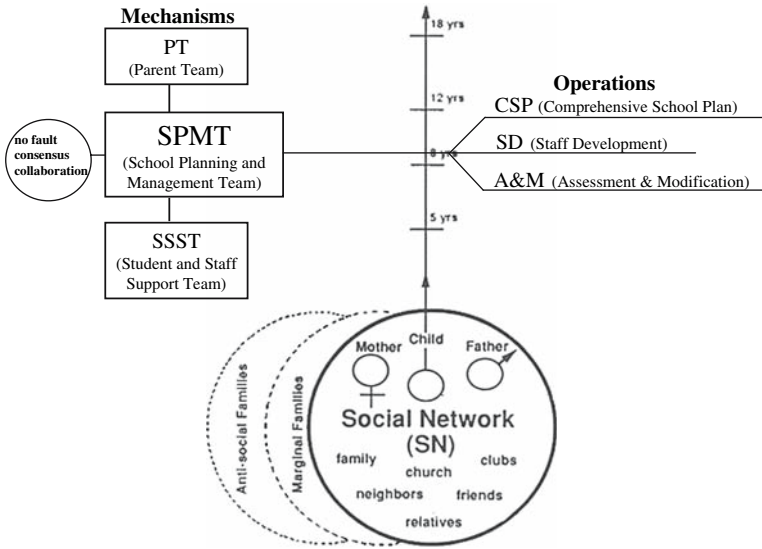 Mechanisms
PT
(Parent Team)
no fault
consensus
collaboration
SPMT
(School Planning and
Management Team)
SSST
(Student and Staff
Support Team)
18 yrs
12 yrs
8 yrs
5 yrs
Operations
CSP (Comprehensive School Plan)
SD (Staff Development)
A&M (Assessment & Modification)
Anti-social Families
Marginal Families
Mother
Child
Father
Social Network
(SN)
family
church
clubs
neighbors
friends
relatives